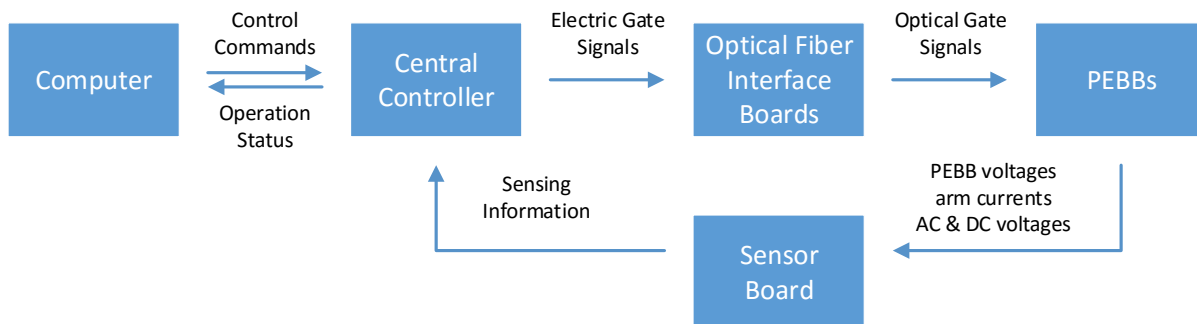 Computer
Control
Commands
Operation
Status
Central
Controller
Electric Gate
Signals
Optical Fiber
Interface
Boards
Optical Gate
Signals
PEBBs
PEBB voltages
arm currents
AC & DC voltages
Sensor
Board
Sensing
Information